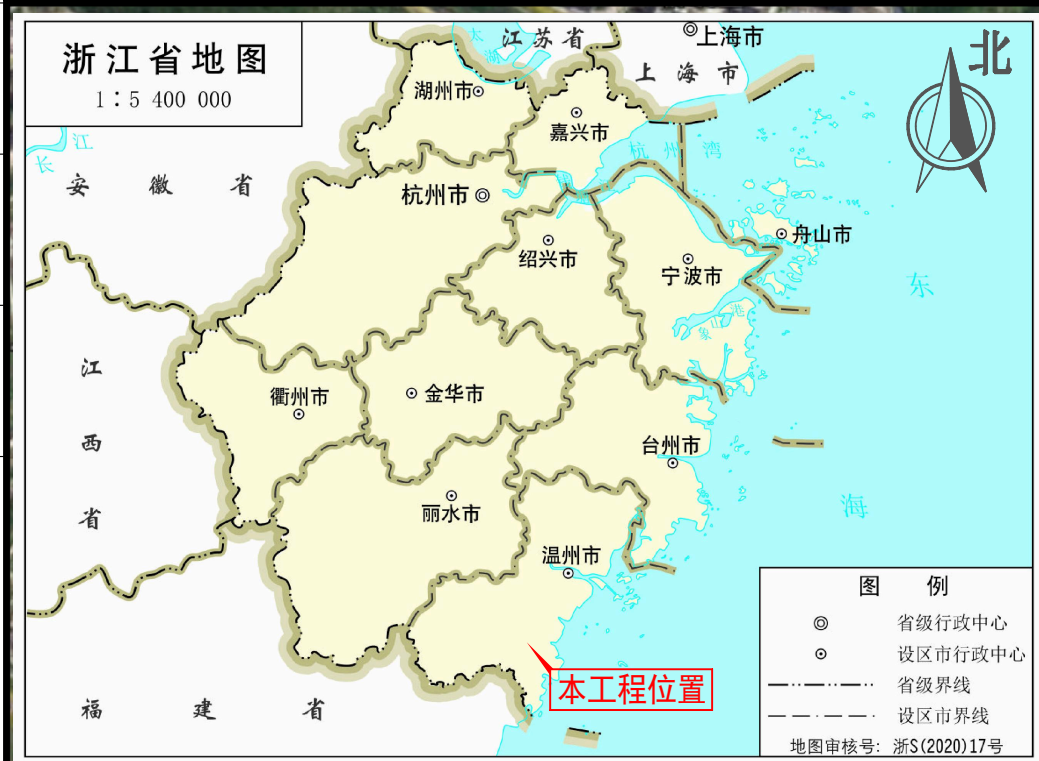 浙江省地图
1:5 400 000
江苏省
太湖
上海市
上海市
北
湖州市
嘉兴市
杭州湾
长江
安徽省
杭州市
舟山市
绍兴市
宁波市
东海
象山港
江西省
衢州市
金华市
台州市
丽水市
温州市
本工程位置
福建省
图 例
省级行政中心
设区市行政中心
省级界线
设区市界线
地图审核号: 浙S(2020)17号